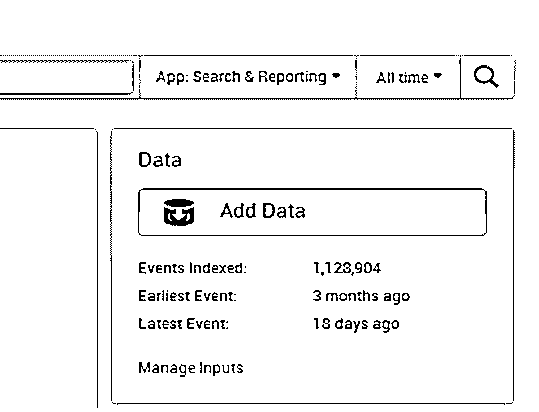 App: Search & Reporting All time
Data
Add Data
Events Indexed: 1,128,904
Earliest Event: 3 months ago
Latest Event: 18 days ago
Manage Inputs